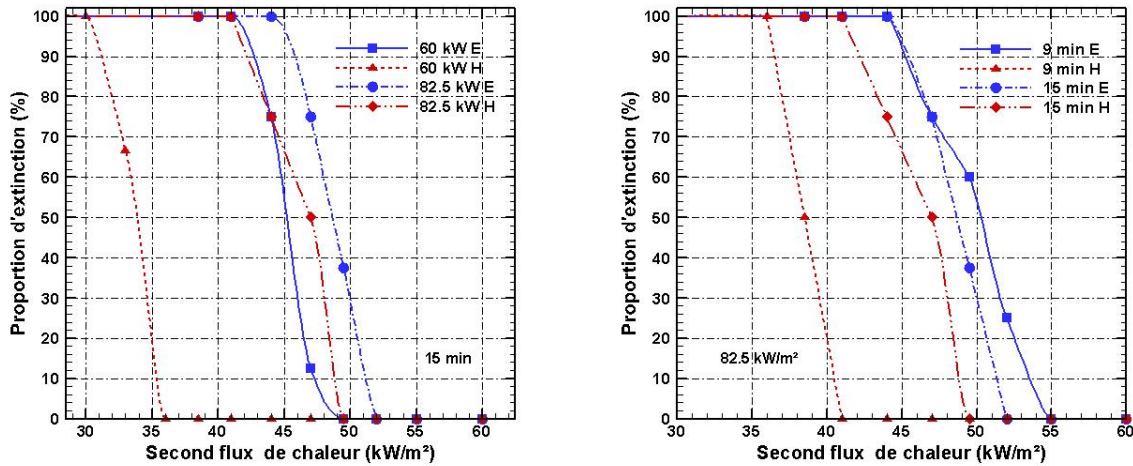 Proportion d'extinction (%)
100
90
80
70
60
50
40
30
20
10
0
60 kW E
60 kW H
82.5 kW E
82.5 kW H
15 min
30 35 40 45 50 55 60
Second flux de chaleur (kW/m²)
Proportion d'extinction (%)
100
90
80
70
60
50
40
30
20
10
0
9 min E
9 min H
15 min E
15 min H
82.5 kW/m²
35 40 45 50 55 60
Second flux de chaleur (kW/m²)